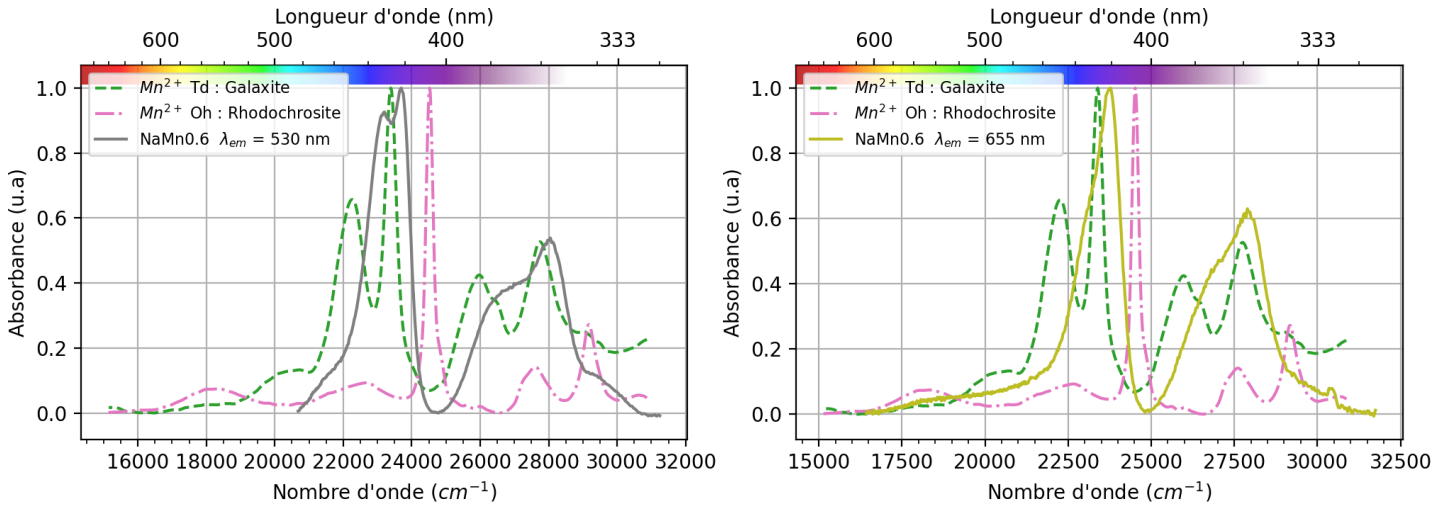 Longueur d'onde (nm)
600 500 400 333
Mn²⁺ Td : Galaxite
Mn²⁺ Oh : Rhodochrosite
NaMn0.6 λem = 530 nm
Absorbance (u.a)
1.0
0.8
0.6
0.4
0.2
0.0
16000 18000 20000 22000 24000 26000 28000 30000 32000
Nombre d'onde (cm⁻¹)
Longueur d'onde (nm)
600 500 400 333
Mn²⁺ Td : Galaxite
Mn²⁺ Oh : Rhodochrosite
NaMn0.6 λem = 655 nm
Absorbance (u.a)
1.0
0.8
0.6
0.4
0.2
0.0
15000 17500 20000 22500 25000 27500 30000 32500
Nombre d'onde (cm⁻¹)